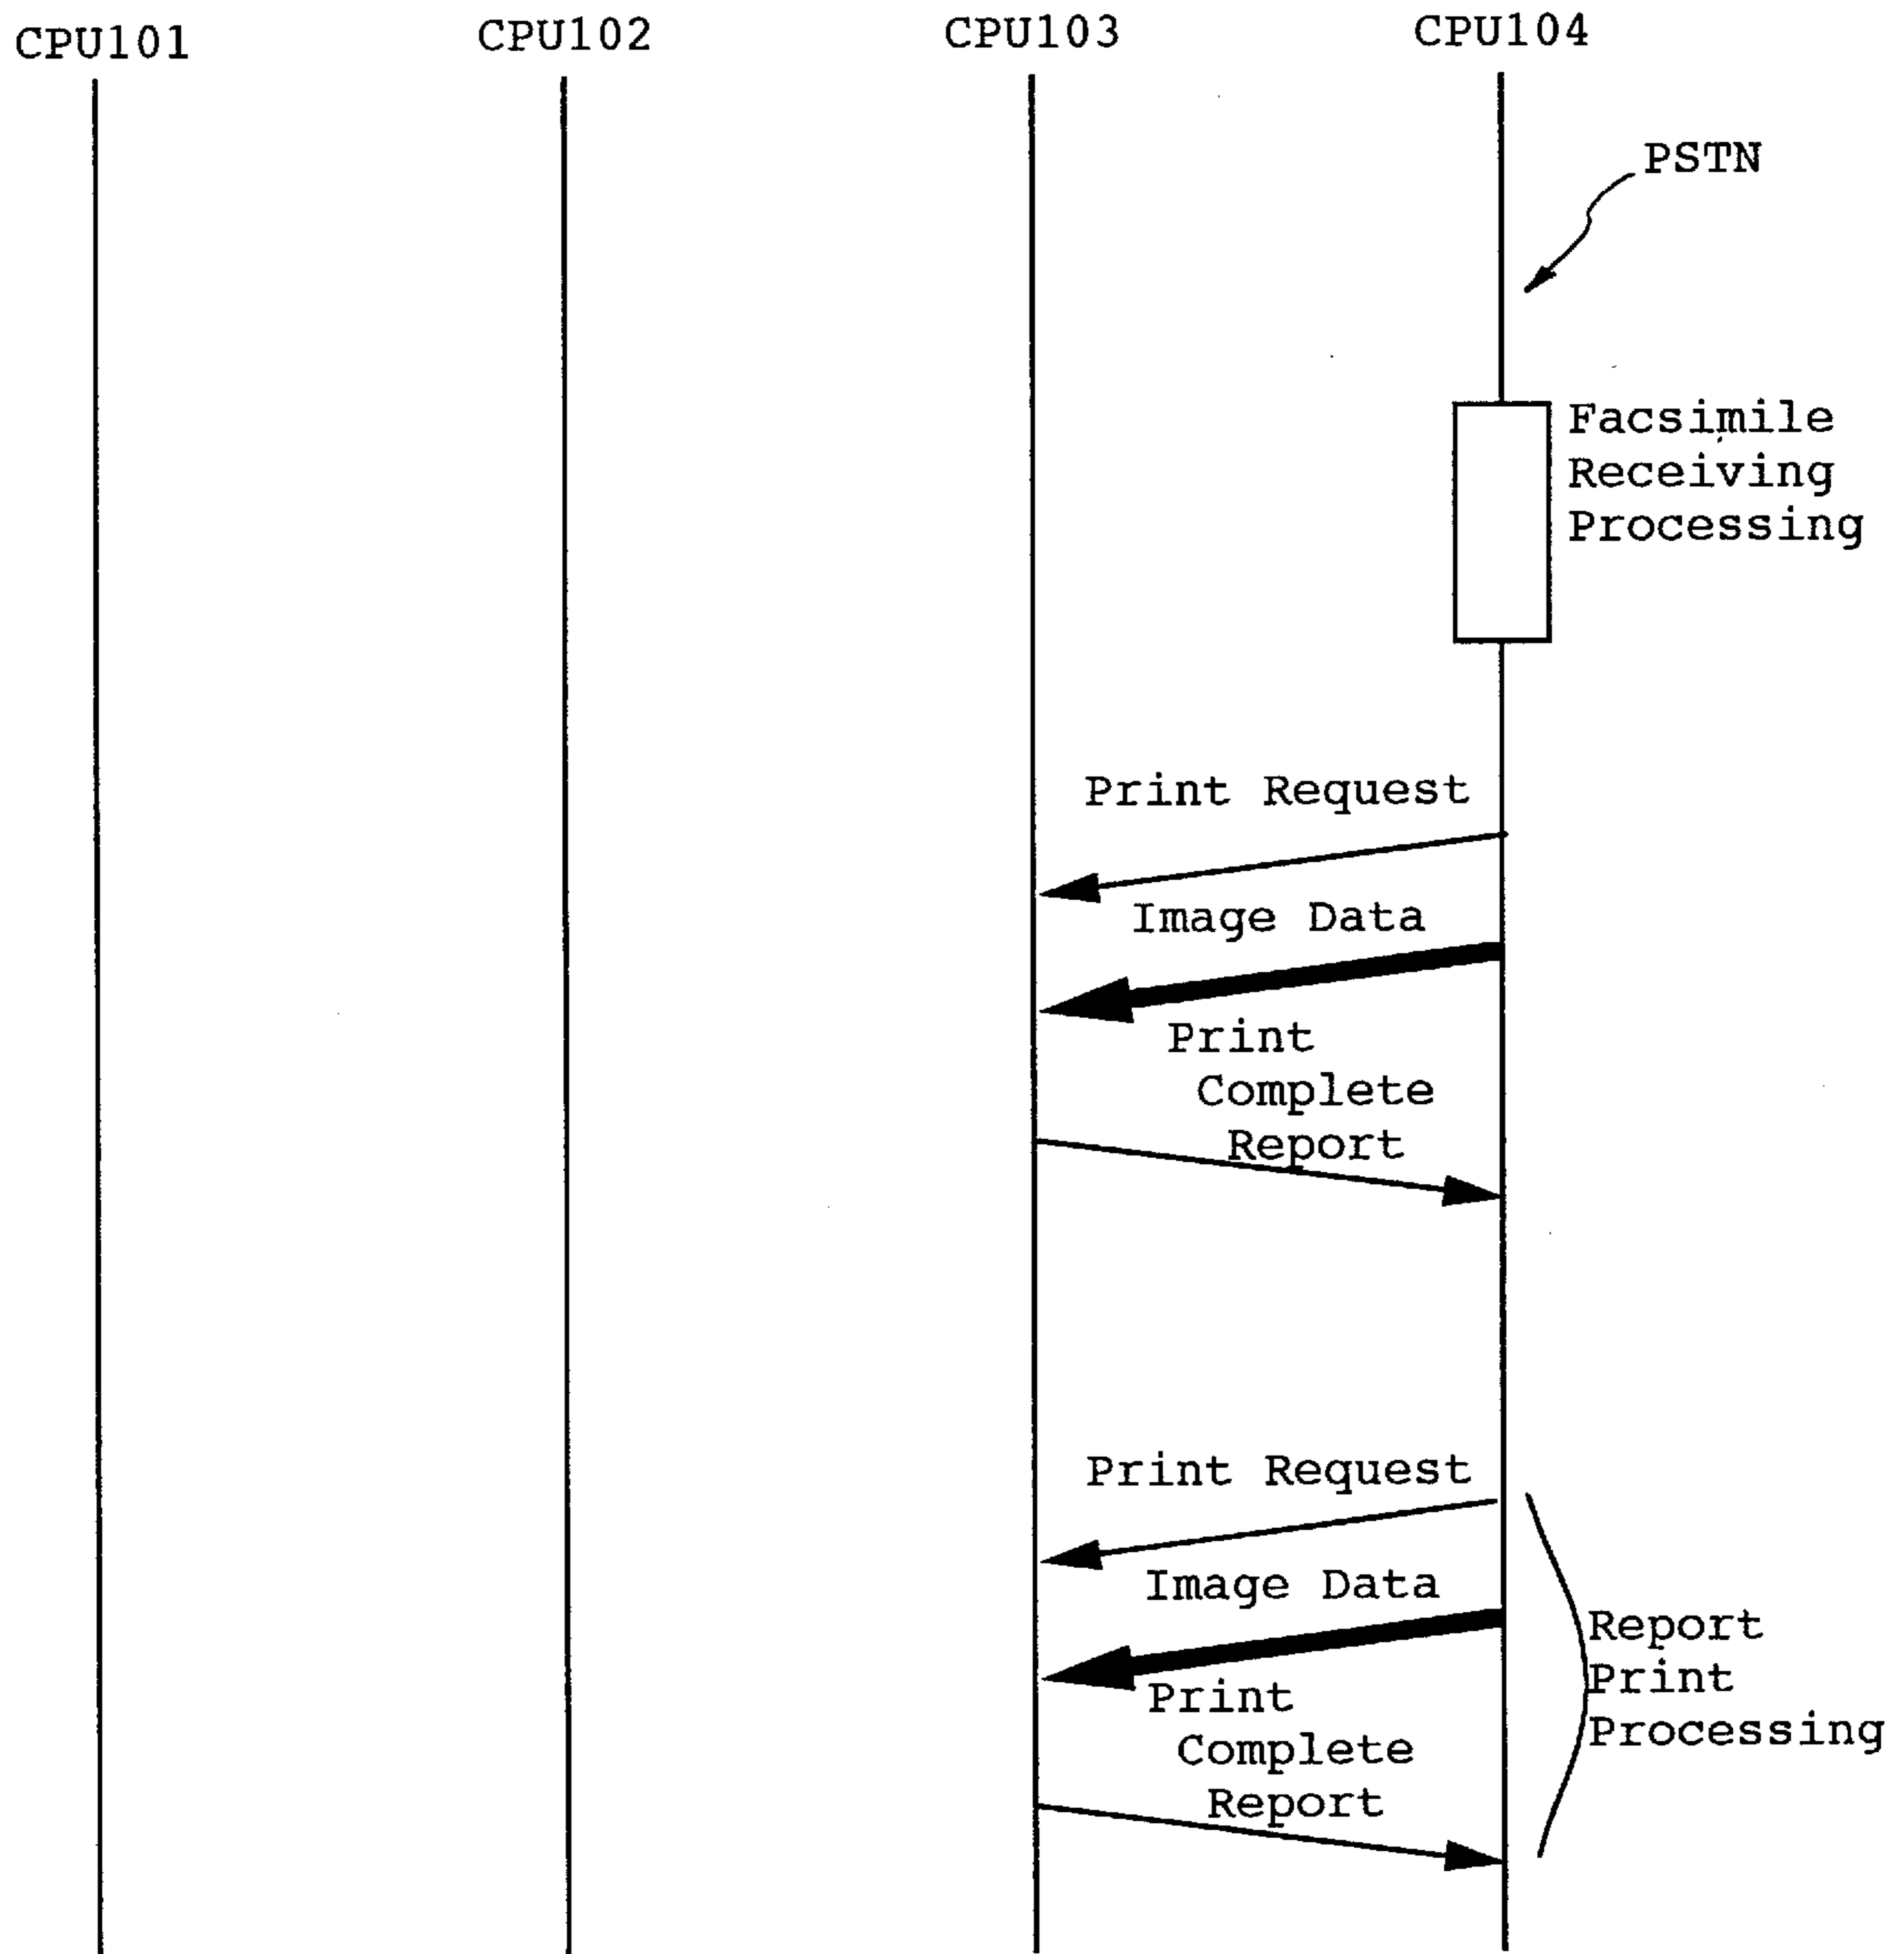 CPU101 CPU102 CPU103 CPU104
PSTN
Facsimile
Receiving
Processing
Print Request
Image Data
Print
Complete
Report
Print Request
Image Data
Print
Complete
Report
Report
Print
Processing